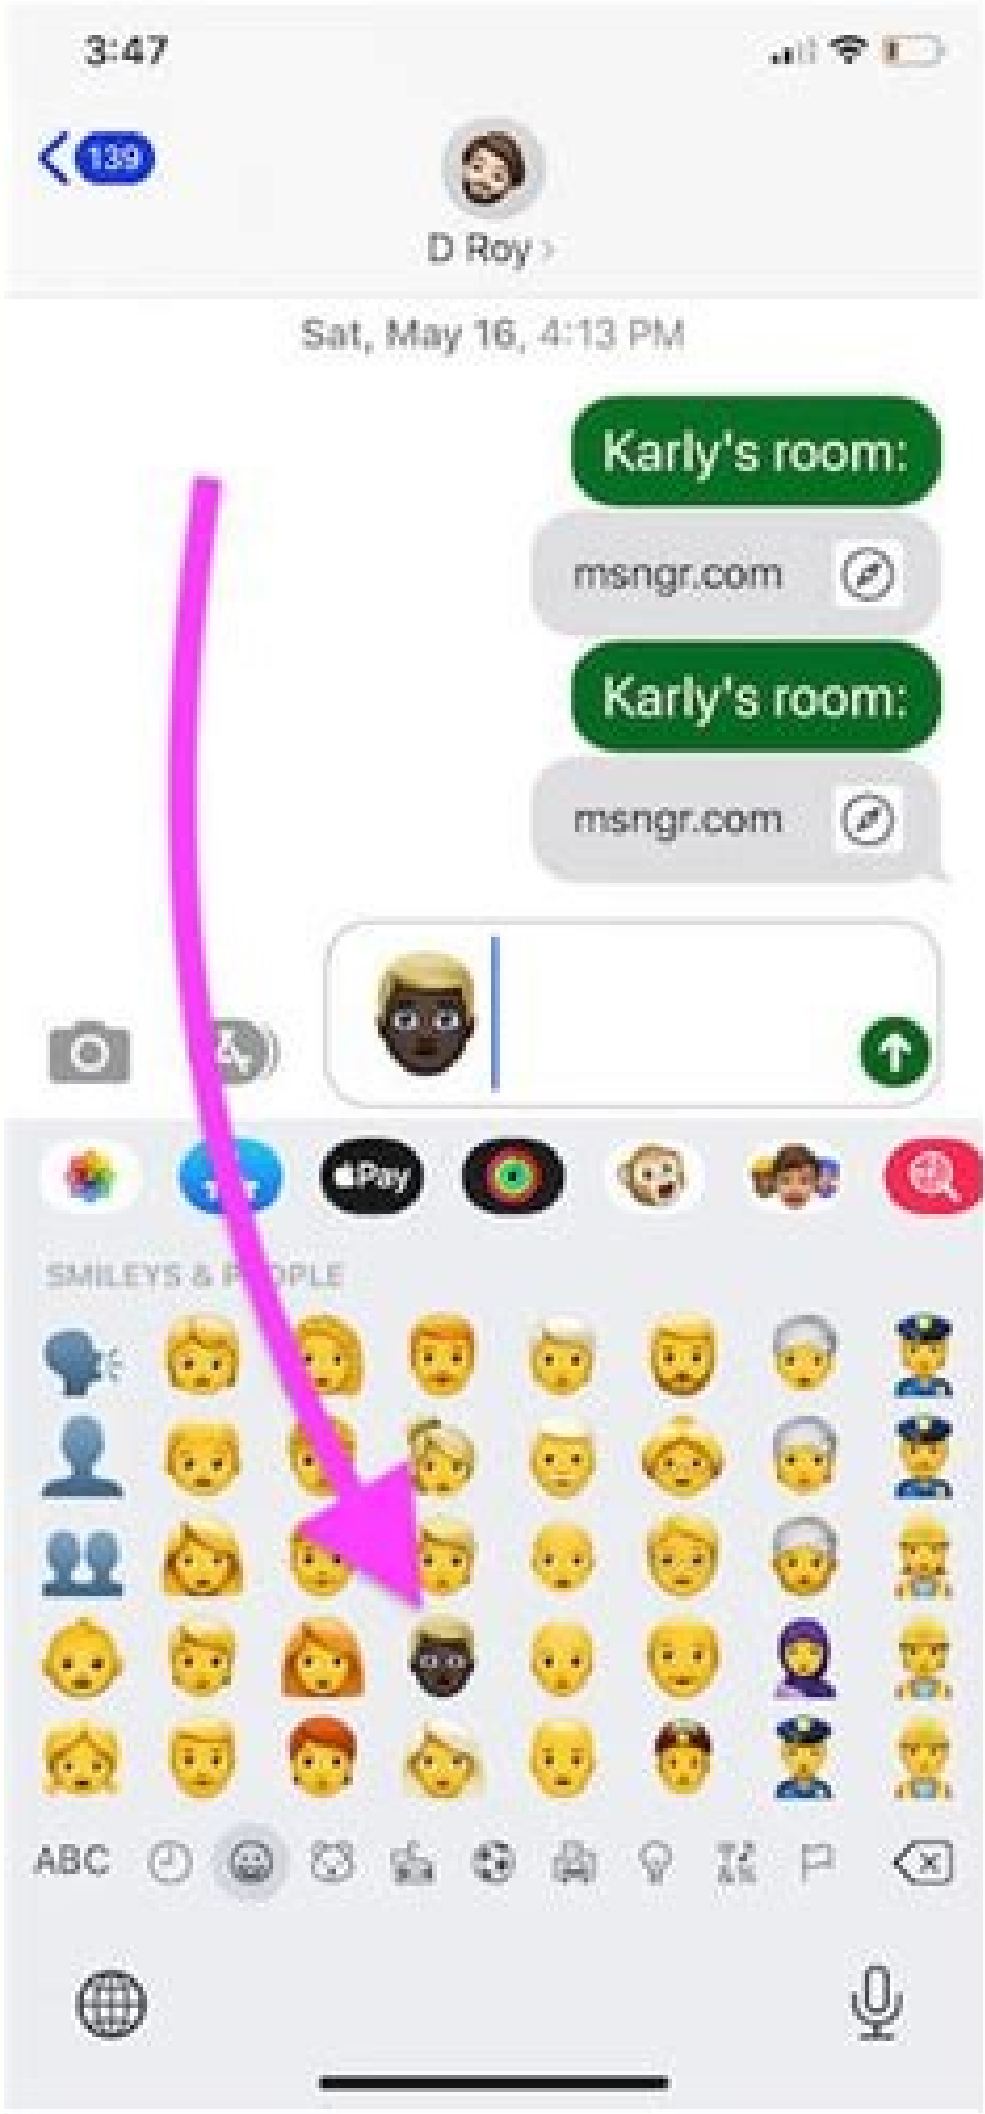 3:47
139
D Roy
Sat, May 16, 4:13 PM
Karly's room:
msngr.com
Karly's room:
msngr.com
Pay
SMILEYS & PEOPLE
ABC